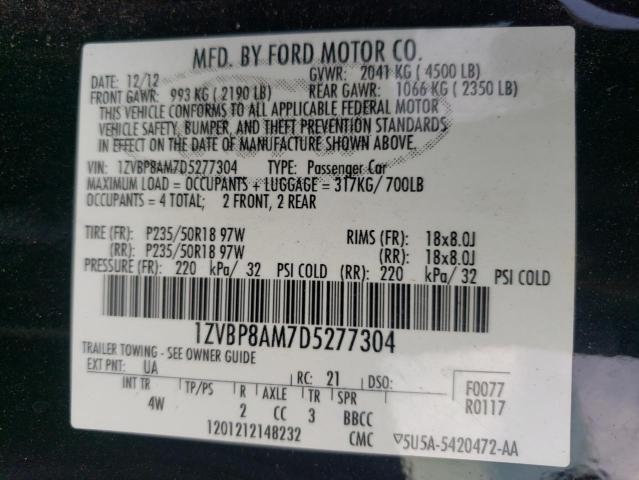 MFD. BY FORD MOTOR CO.
DATE: 12/12 GVWR: 2041 KG ( 4500 LB)
FRONT GAWR: 993 KG ( 2190 LB) REAR GAWR: 1066 KG ( 2350 LB)
THIS VEHICLE CONFORMS TO ALL APPLICABLE FEDERAL MOTOR
VEHICLE SAFETY, BUMPER, AND THEFT PREVENTION STANDARDS
IN EFFECT ON THE DATE OF MANUFACTURE SHOWN ABOVE.
VIN: 1ZVBP8AM7D5277304 TYPE: Passenger Car
MAXIMUM LOAD = OCCUPANTS + LUGGAGE = 317KG/ 700LB
OCCUPANTS = 4 TOTAL; 2 FRONT, 2 REAR
TIRE (FR): P235/50R18 97W RIMS (FR): 18x8.0J
(RR): P235/50R18 97W (RR): 18x8.0J
PRESSURE (FR): 220 kPa/ 32 PSI COLD (RR): 220 kPa/ 32 PSI COLD
1ZVBP8AM7D5277304
TRAILER TOWING - SEE OWNER GUIDE
EXT PNT: UA RC: 21 DSO: F0077
INT TR TP/PS R AXLE TR SPR R0117
4W 2 CC 3 BBCC
1201212148232 CMC ▽5U5A-5420472-AA